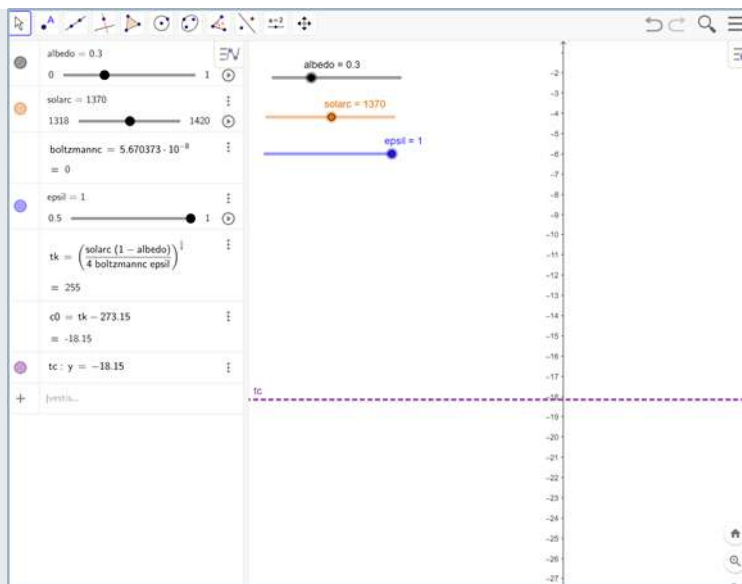 albedo = 0.3
0 1
solarc = 1370
1318 1420
boltzmannc = 5.670373 · 10⁻⁸
= 0
epsil = 1
0.5 1
tk = (solarc (1 − albedo) / 4 boltzmannc epsil)
= 255
c0 = tk − 273.15
= -18.15
tc : y = −18.15
Įvestis...
albedo = 0.3
solarc = 1370
epsil = 1
tc
-2
-3
-4
-5
-6
-7
-8
-9
-10
-11
-12
-13
-14
-15
-16
-17
-18
-19
-20
-21
-22
-23
-24
-25
-26
-27